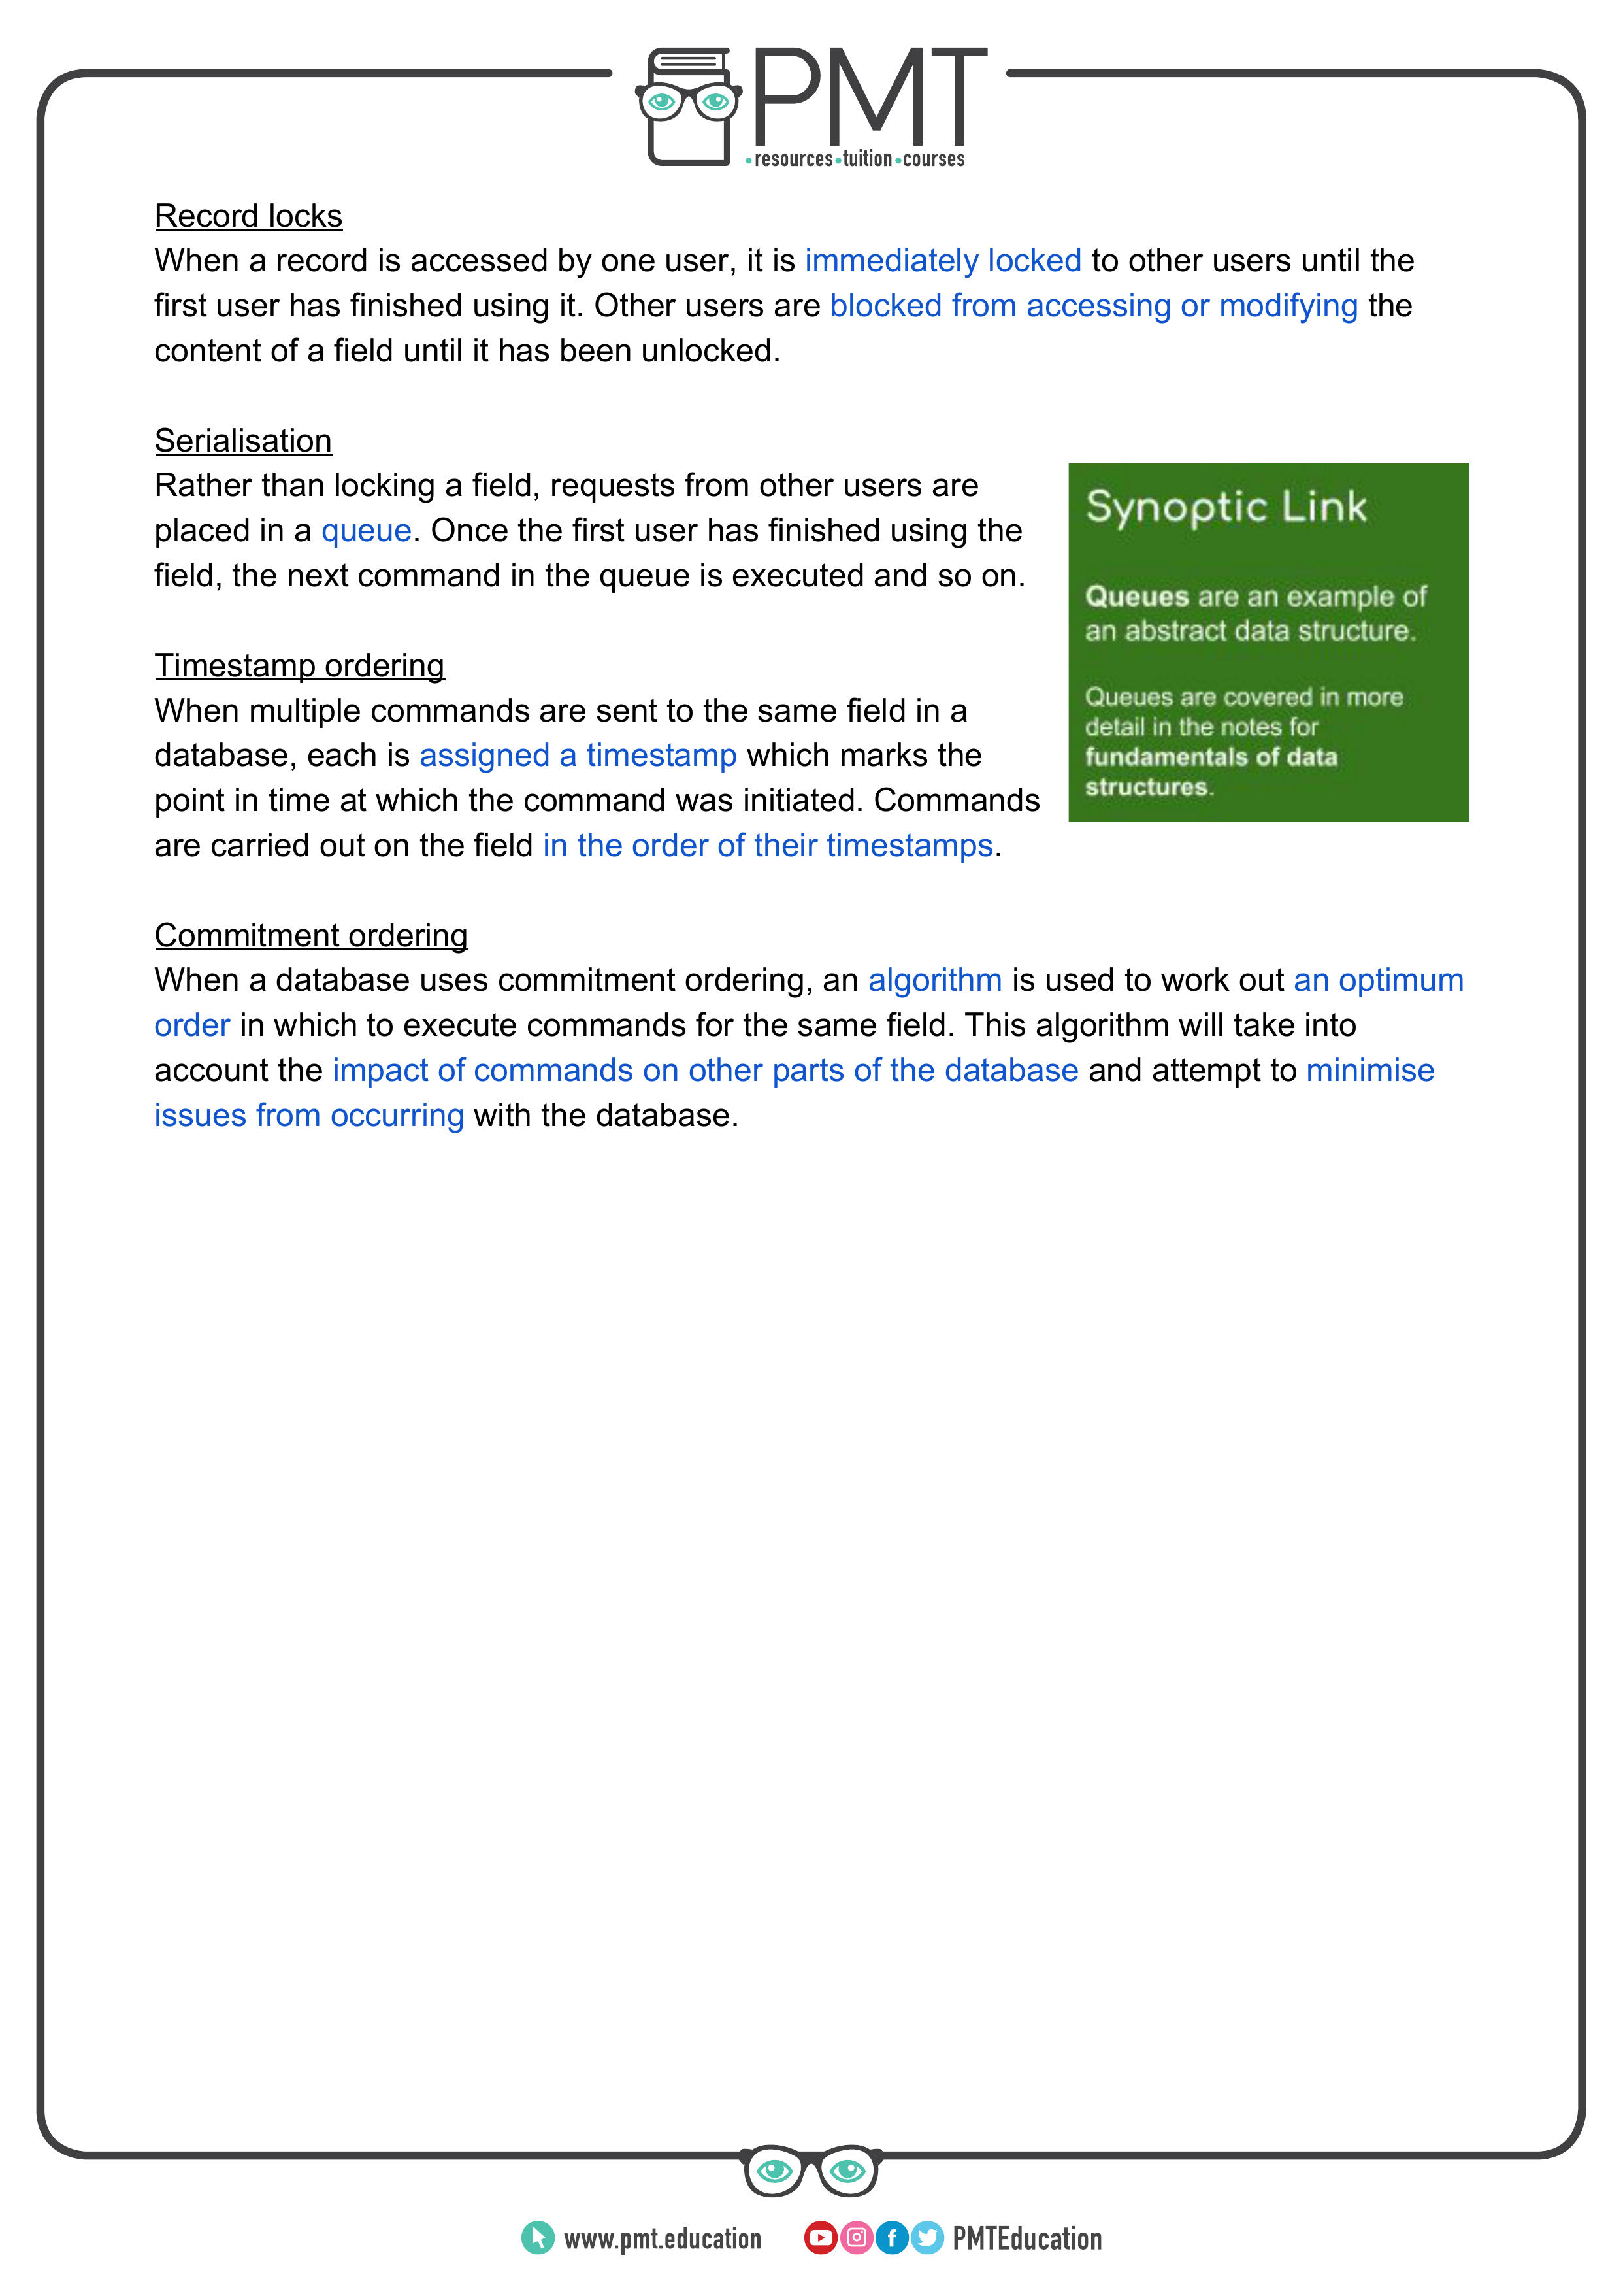 PMT
•resources•tuition•courses
Record locks
When a record is accessed by one user, it is immediately locked to other users until the
first user has finished using it. Other users are blocked from accessing or modifying the
content of a field until it has been unlocked.
Serialisation
Rather than locking a field, requests from other users are
placed in a queue. Once the first user has finished using the
field, the next command in the queue is executed and so on.
Timestamp ordering
When multiple commands are sent to the same field in a
database, each is assigned a timestamp which marks the
point in time at which the command was initiated. Commands
are carried out on the field in the order of their timestamps.
Synoptic Link
Queues are an example of
an abstract data structure.
Queues are covered in more
detail in the notes for
fundamentals of data
structures.
Commitment ordering
When a database uses commitment ordering, an algorithm is used to work out an optimum
order in which to execute commands for the same field. This algorithm will take into
account the impact of commands on other parts of the database and attempt to minimise
issues from occurring with the database.
www.pmt.education
PMTEducation